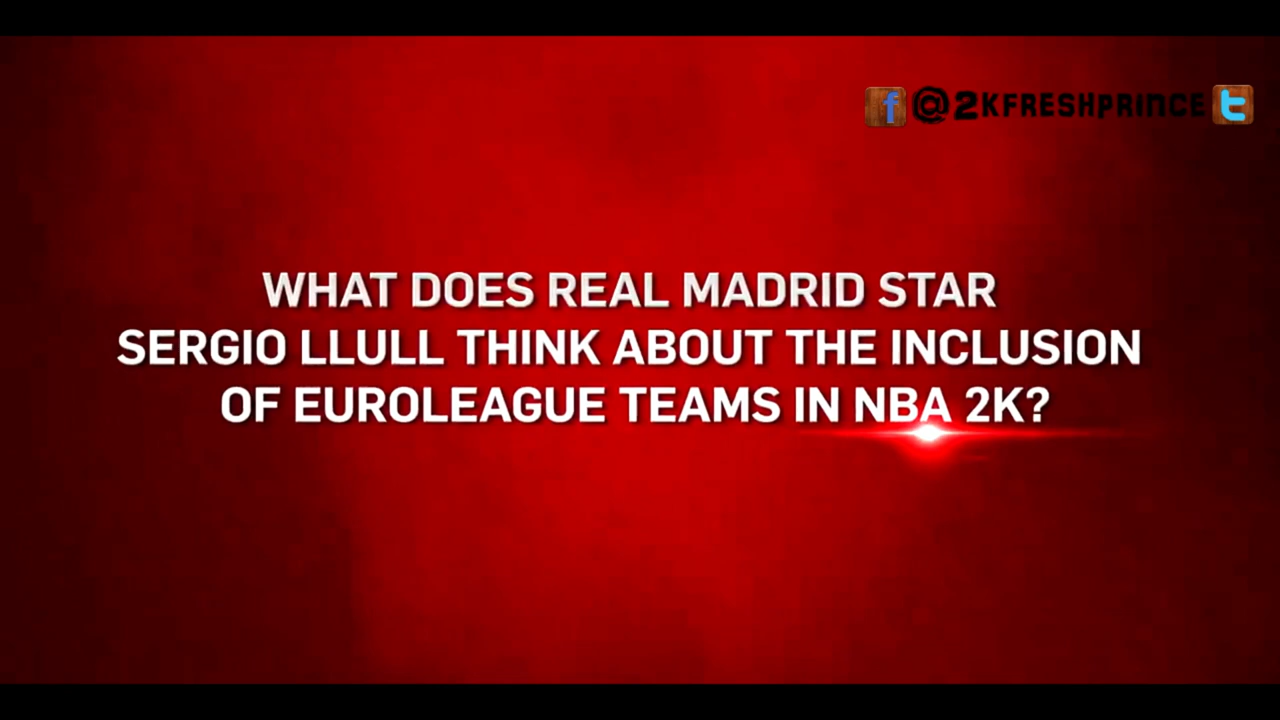 @2KFRESHPRINCE
WHAT DOES REAL MADRID STAR
SERGIO LLULL THINK ABOUT THE INCLUSION
OF EUROLEAGUE TEAMS IN NBA 2K?